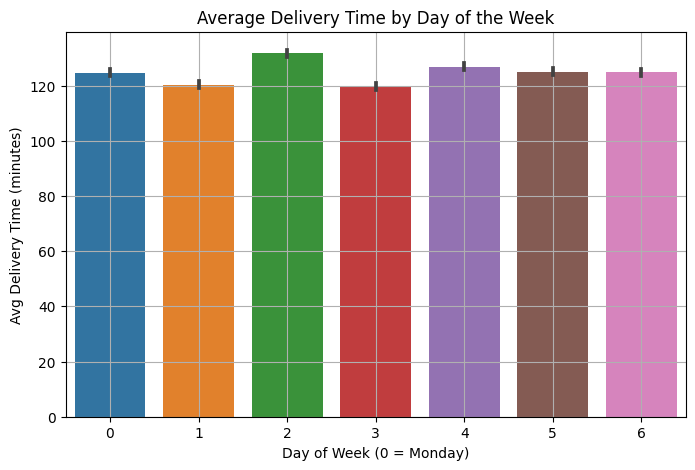 Average Delivery Time by Day of the Week
Avg Delivery Time (minutes)
120
100
80
60
40
20
0
0 1 2 3 4 5 6
Day of Week (0 = Monday)